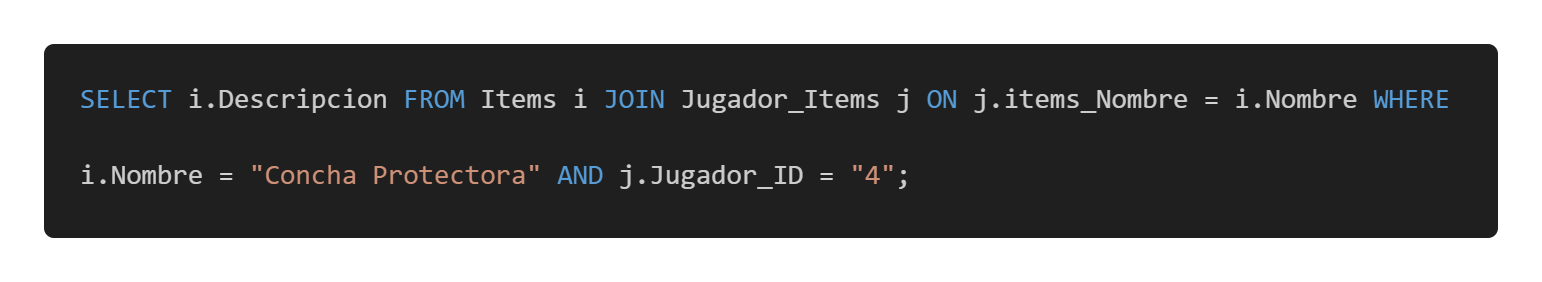 SELECT i.Descripcion FROM Items i JOIN Jugador_Items j ON j.items_Nombre = i.Nombre WHERE
i.Nombre = "Concha Protectora" AND j.Jugador_ID = "4";